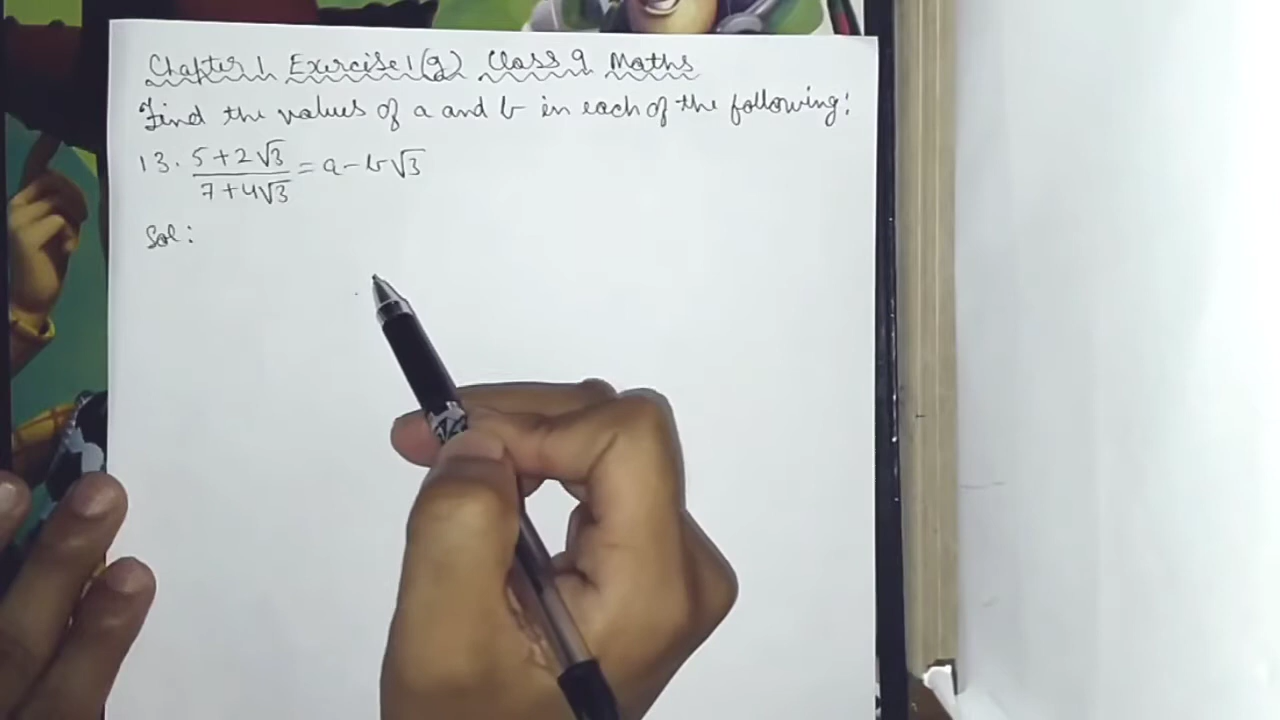 Chapter 1 Exercise 1(g) Class 9 Maths
Find the values of a and b in each of the following:
13. 5+2√3/7+4√3 = a-b√3
Sol: